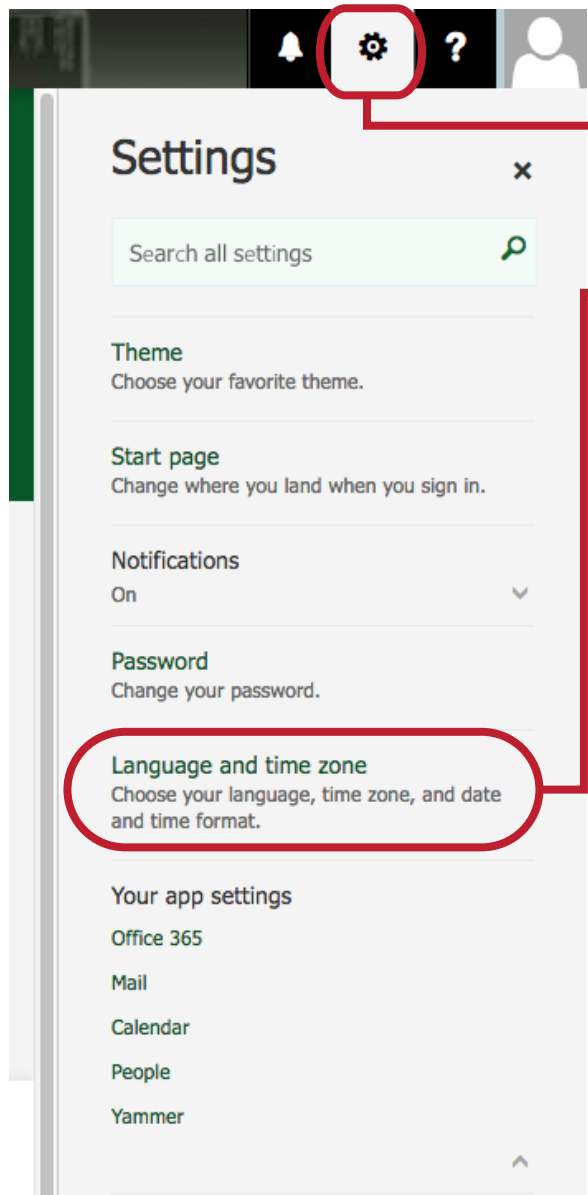 ?
Settings
×
Search all settings
Theme
Choose your favorite theme.
Start page
Change where you land when you sign in.
Notifications
On
Password
Change your password.
Language and time zone
Choose your language, time zone, and date
and time format.
Your app settings
Office 365
Mail
Calendar
People
Yammer